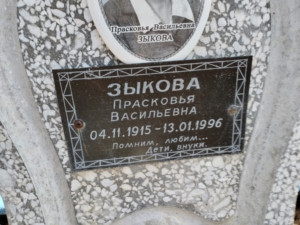 Прасковья Васильевна
ЗЫКОВА
ЗЫКОВА
ПРАСКОВЬЯ
ВАСИЛЬЕВНА
04.11.1915 - 13.01.1996
Помним, любим...
Дети, внуки.